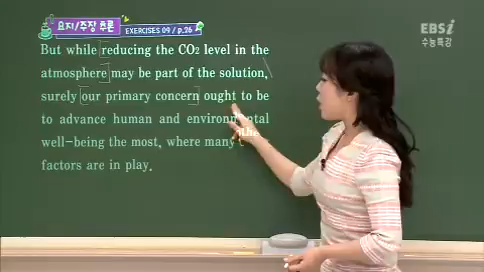 요지/주장 추론
EXERCISES 09 / p.26
EBSi
수능특강
But while reducing the CO₂ level in the
atmosphere may be part of the solution,
surely our primary concern ought to be
to advance human and environmental
well-being the most, where many
the
factors are in play.